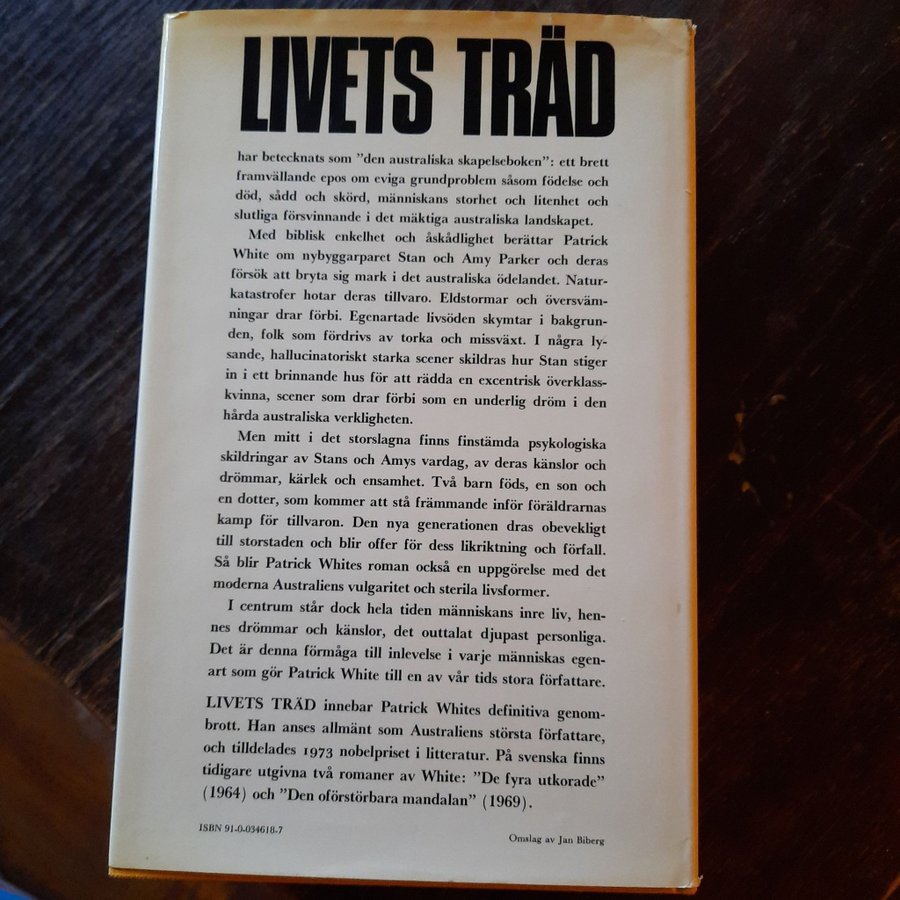 LIVETS TRÄD
har betecknats som ”den australiska skapelseboken”: ett brett
framvällande epos om eviga grundproblem såsom födelse och
död, sådd och skörd, människans storhet och litenhet och
slutliga försvinnande i det mäktiga australiska landskapet.
Med biblisk enkelhet och åskådlighet berättar Patrick
White om nybyggarparet Stan och Amy Parker och deras
försök att bryta sig mark i det australiska ödelandet. Natur-
katastrofer hotar deras tillvaro. Eldstormar och översväm-
ningar drar förbi. Egenartade livsöden skymtar i bakgrun-
den, folk som fördrivs av torka och missväxt. I några ly-
sande, hallucinatoriskt starka scener skildras hur Stan stiger
in i ett brinnande hus för att rädda en excentrisk överklass-
kvinna, scener som drar förbi som en underlig dröm i den
hårda australiska verkligheten.
Men mitt i det storslagna finns finstämda psykologiska
skildringar av Stans och Amys vardag, av deras känslor och
drömmar, kärlek och ensamhet. Två barn föds, en son och
en dotter, som kommer att stå främmande inför föräldrarnas
kamp för tillvaron. Den nya generationen dras obevekligt
till storstaden och blir offer för dess likriktning och förfall.
Så blir Patrick Whites roman också en uppgörelse med det
moderna Australiens vulgaritet och sterila livsformer.
I centrum står dock hela tiden människans inre liv, hen-
nes drömmar och känslor, det outtalat djupast personliga.
Det är denna förmåga till inlevelse i varje människas egen-
art som gör Patrick White till en av vår tids stora författare.
LIVETS TRÄD innebar Patrick Whites definitiva genom-
brott. Han anses allmänt som Australiens största författare,
och tilldelades 1973 nobelpriset i litteratur. På svenska finns
tidigare utgivna två romaner av White: ”De fyra utkorade”
(1964) och ”Den oförstörbara mandalan” (1969).
ISBN 91-0-034618-7
Omslag av Jan Biberg